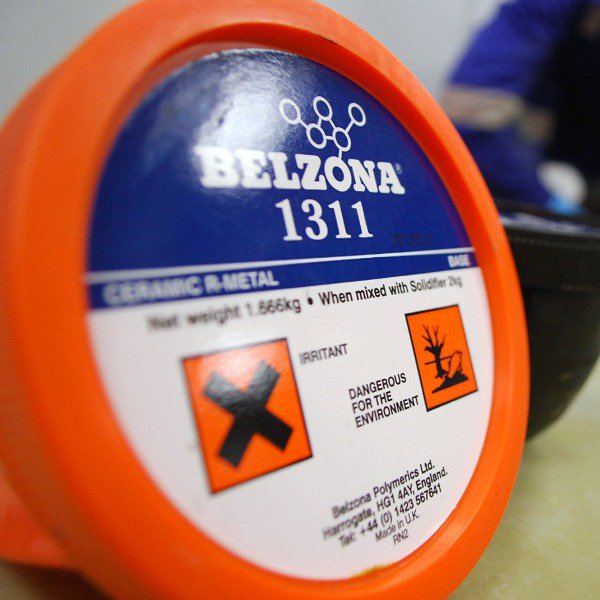 BELZONA®
1311
CERAMIC R-METAL BASE
Net weight 1.666kg • When mixed with Solidifier 2kg
IRRITANT
DANGEROUS
FOR THE
ENVIRONMENT
Belzona Polymerics Ltd.
Harrogate, HG1 4AY, England.
Tel: +44 (0) 1423 567641
Made in U.K.
RN2